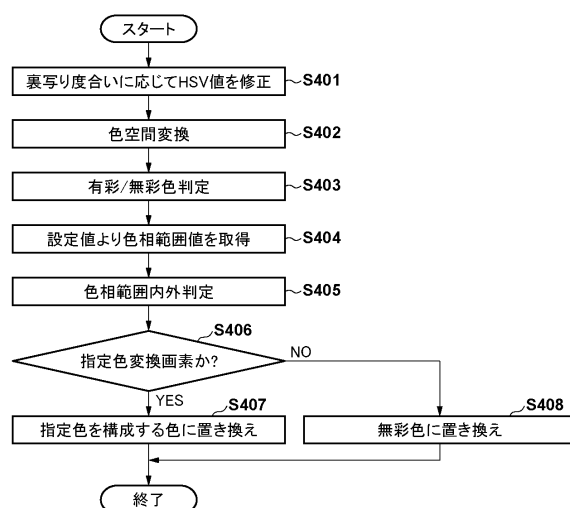 スタート
裏写り度合いに応じてHSV値を修正
S401
色空間変換
S402
有彩/無彩色判定
S403
設定値より色相範囲値を取得
S404
色相範囲内外判定
S405
S406
指定色変換画素か?
NO
YES
S407
指定色を構成する色に置き換え
S408
無彩色に置き換え
終了